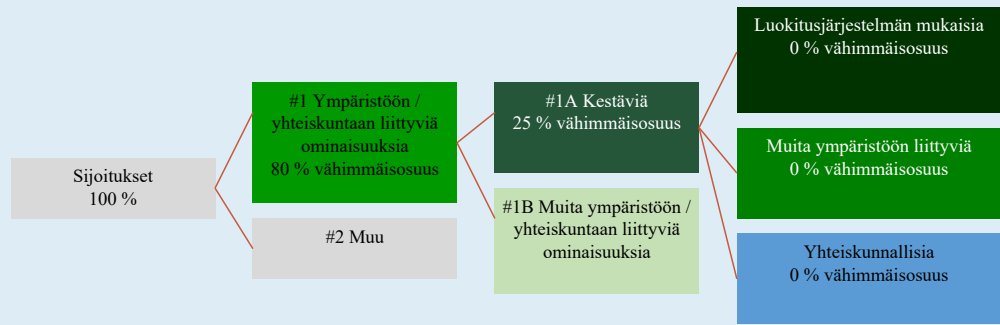 Sijoitukset
100 %
#1 Ympäristöön /
yhteiskuntaan liittyviä
ominaisuuksia
80 % vähimmäisosuus
#2 Muu
#1A Kestäviä
25 % vähimmäisosuus
#1B Muita ympäristöön /
yhteiskuntaan liittyviä
ominaisuuksia
Luokitusjärjestelmän mukaisia
0 % vähimmäisosuus
Muita ympäristöön liittyviä
0 % vähimmäisosuus
Yhteiskunnallisia
0 % vähimmäisosuus